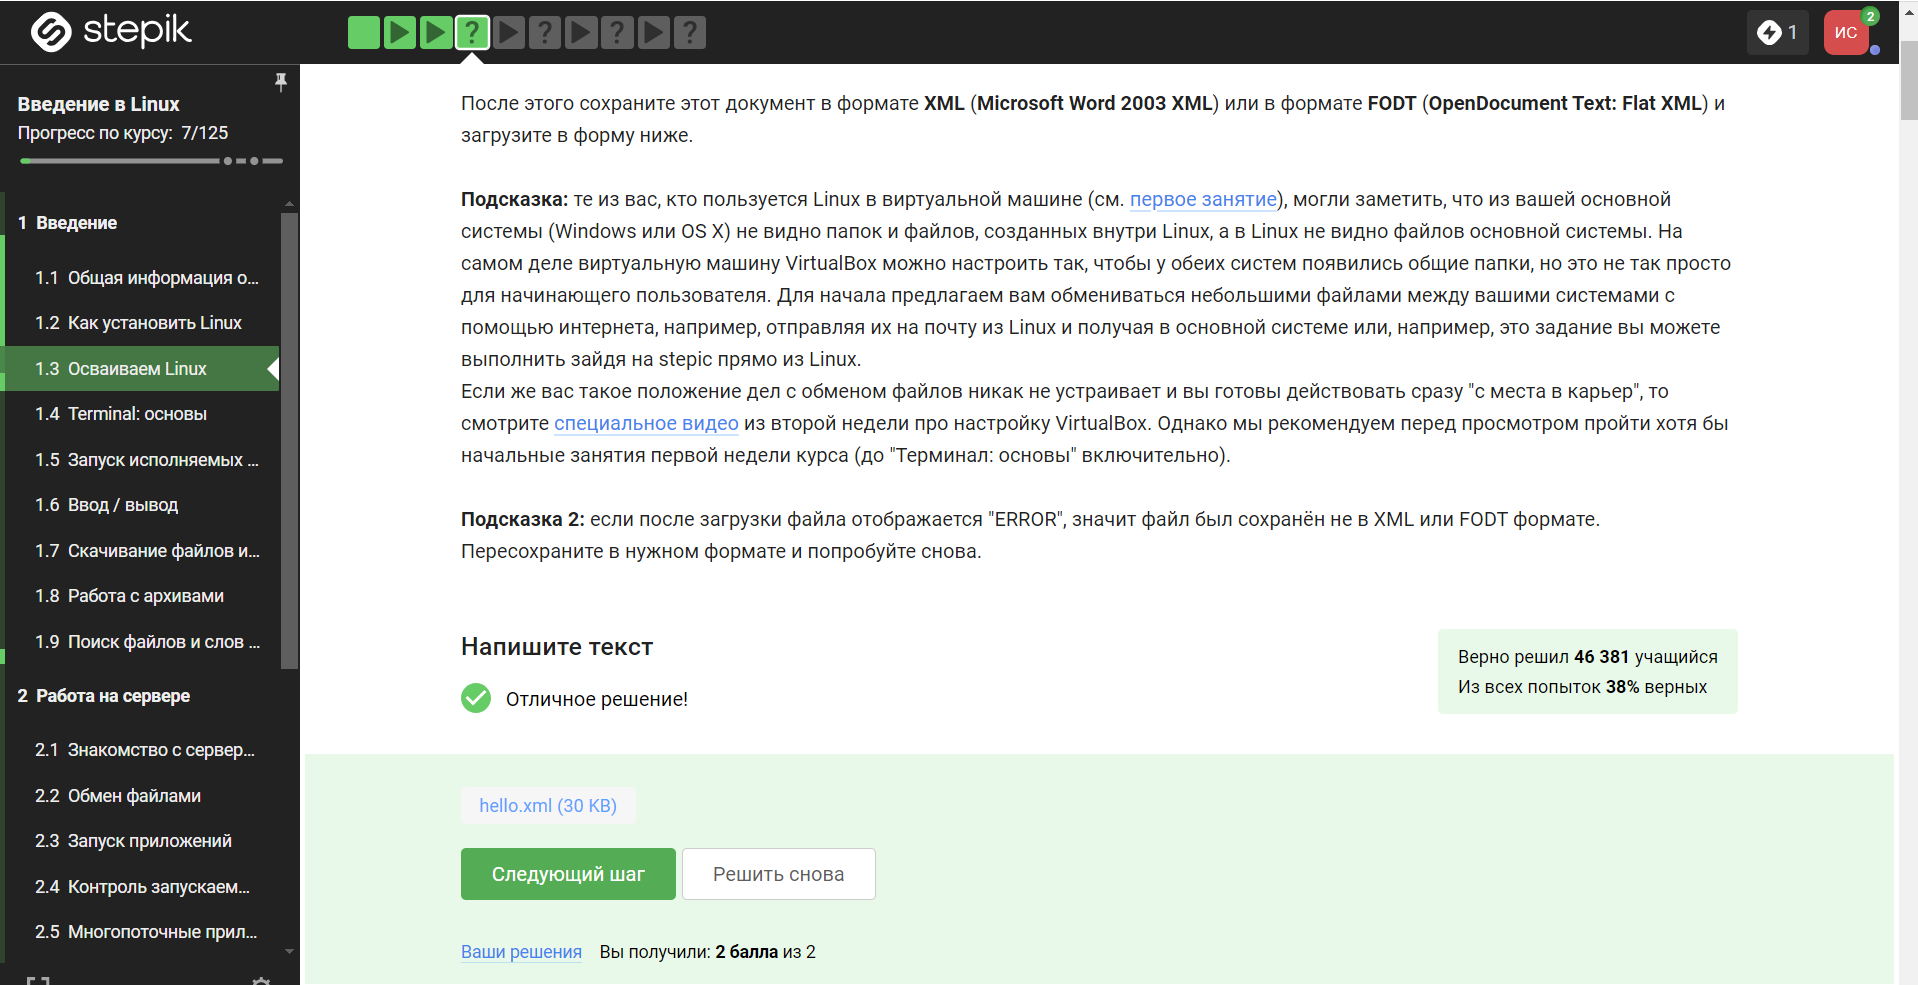 stepik
? ? ? ?
1
ИС
2
Введение в Linux
Прогресс по курсу: 7/125
1 Введение
1.1 Общая информация о...
1.2 Как установить Linux
1.3 Осваиваем Linux
1.4 Terminal: основы
1.5 Запуск исполняемых ...
1.6 Ввод / вывод
1.7 Скачивание файлов и...
1.8 Работа с архивами
1.9 Поиск файлов и слов ...
2 Работа на сервере
2.1 Знакомство с сервер...
2.2 Обмен файлами
2.3 Запуск приложений
2.4 Контроль запускаем...
2.5 Многопоточные прил...
После этого сохраните этот документ в формате XML (Microsoft Word 2003 XML) или в формате FODT (OpenDocument Text: Flat XML) и
загрузите в форму ниже.
Подсказка: те из вас, кто пользуется Linux в виртуальной машине (см. первое занятие), могли заметить, что из вашей основной
системы (Windows или OS X) не видно папок и файлов, созданных внутри Linux, а в Linux не видно файлов основной системы. На
самом деле виртуальную машину VirtualBox можно настроить так, чтобы у обеих систем появились общие папки, но это не так просто
для начинающего пользователя. Для начала предлагаем вам обмениваться небольшими файлами между вашими системами с
помощью интернета, например, отправляя их на почту из Linux и получая в основной системе или, например, это задание вы можете
выполнить зайдя на stepic прямо из Linux.
Если же вас такое положение дел с обменом файлов никак не устраивает и вы готовы действовать сразу "с места в карьер", то
смотрите специальное видео из второй недели про настройку VirtualBox. Однако мы рекомендуем перед просмотром пройти хотя бы
начальные занятия первой недели курса (до "Терминал: основы" включительно).
Подсказка 2: если после загрузки файла отображается "ERROR", значит файл был сохранён не в XML или FODT формате.
Пересохраните в нужном формате и попробуйте снова.
Напишите текст
Отличное решение!
Верно решил 46 381 учащийся
Из всех попыток 38% верных
hello.xml (30 KB)
Следующий шаг
Решить снова
Ваши решения Вы получили: 2 балла из 2